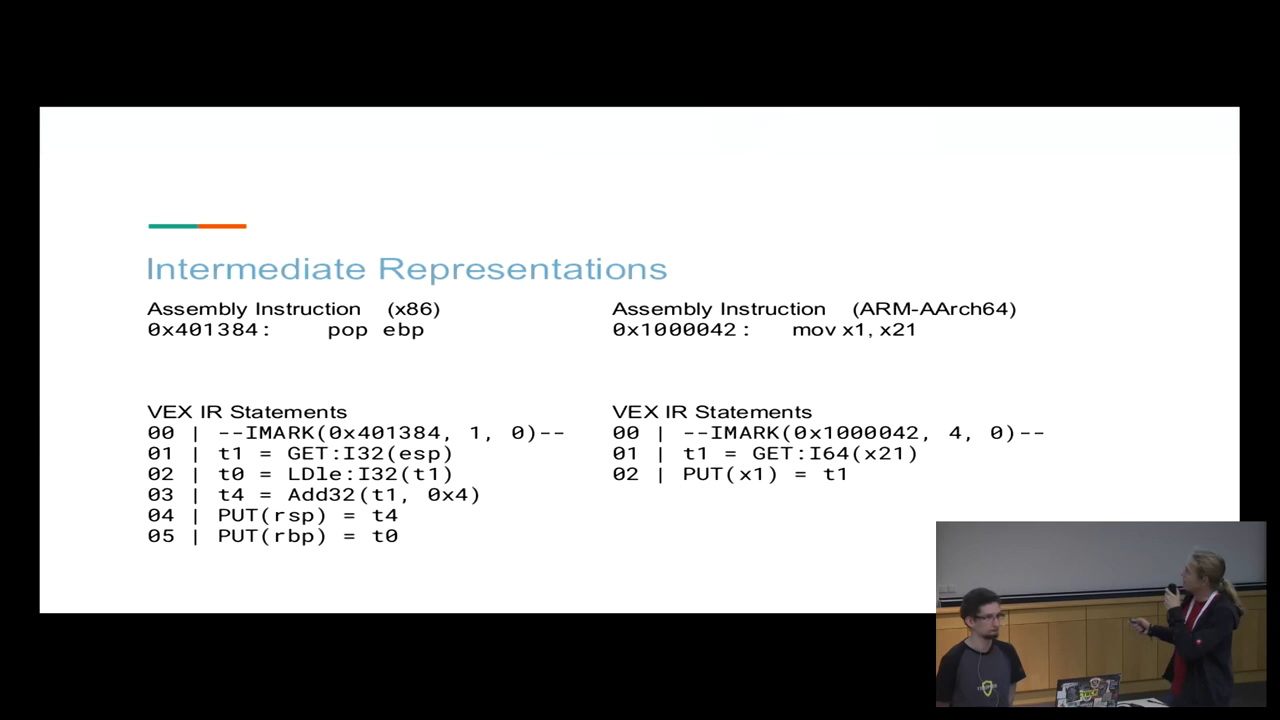 Intermediate Representations
Assembly Instruction (x86)
0x401384: pop ebp
VEX IR Statements
00 | --IMARK(0x401384, 1, 0)--
01 | t1 = GET:I32(esp)
02 | t0 = LDle:I32(t1)
03 | t4 = Add32(t1, 0x4)
04 | PUT(rsp) = t4
05 | PUT(rbp) = t0
Assembly Instruction (ARM-AArch64)
0x1000042: mov x1, x21
VEX IR Statements
00 | --IMARK(0x1000042, 4, 0)--
01 | t1 = GET:I64(x21)
02 | PUT(x1) = t1